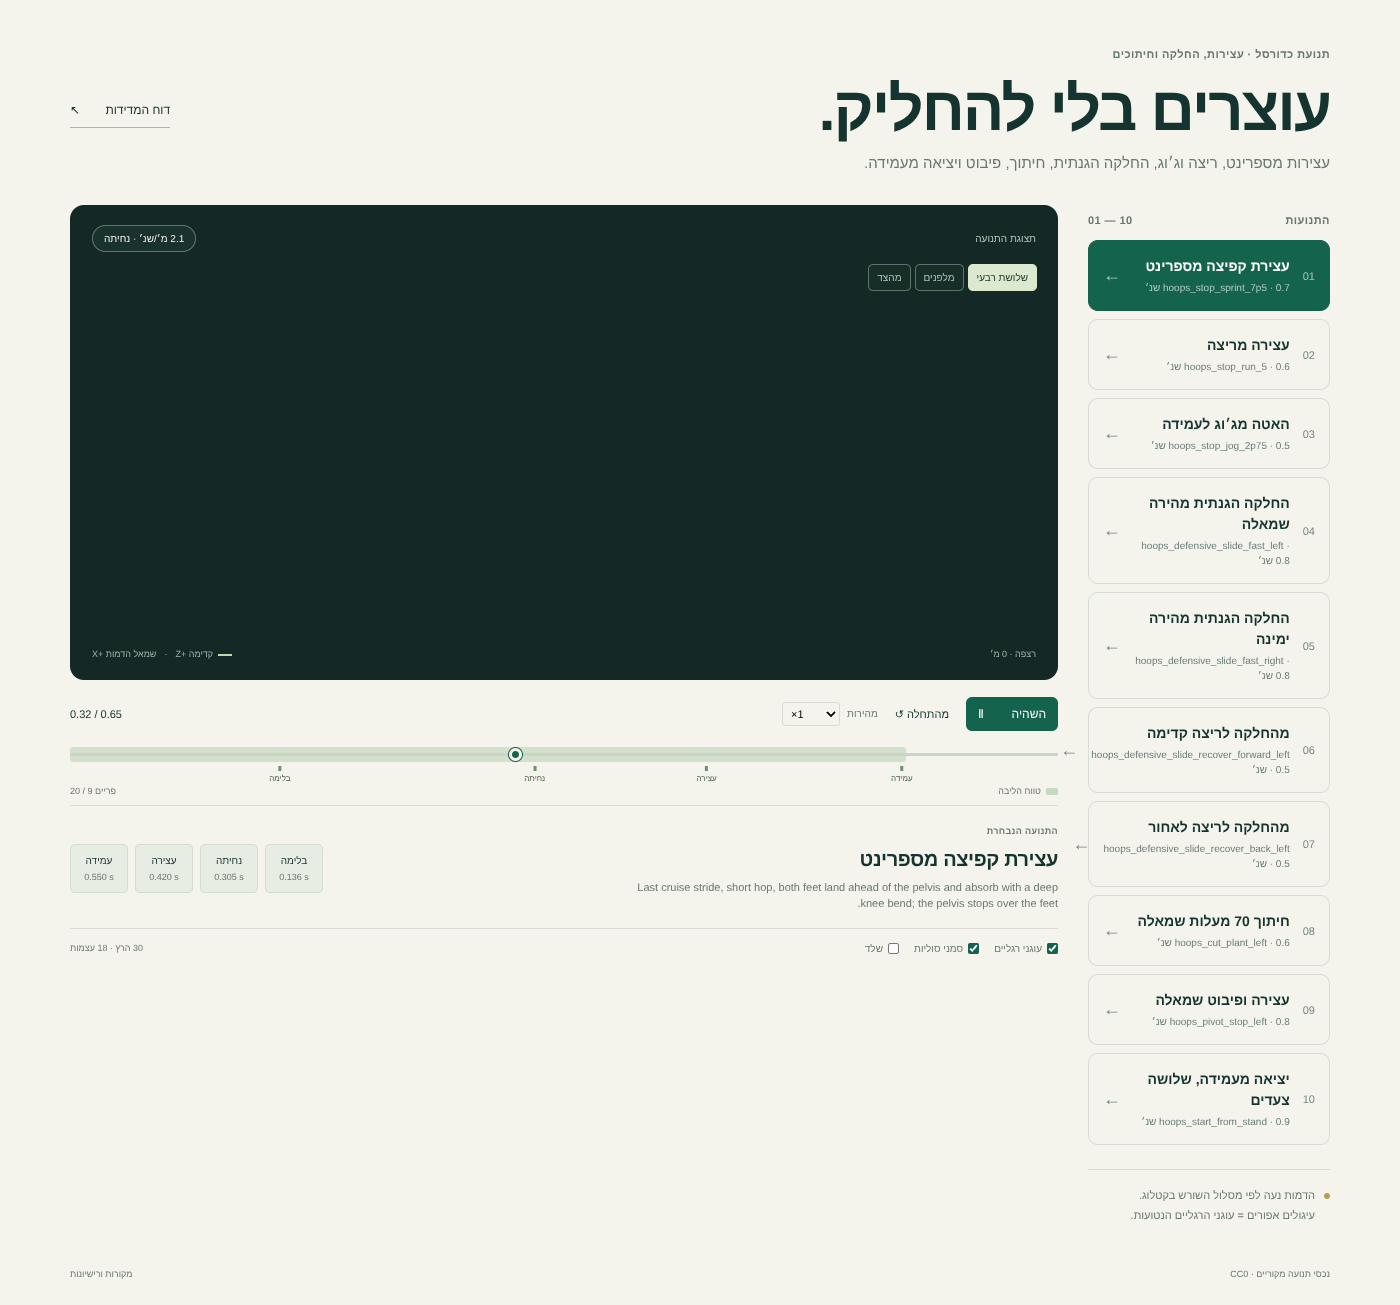 תנועת כדורסל · עצירות, החלקה וחיתוכים
עוצרים בלי להחליק.
עצירות מספרינט, ריצה וג׳וג, החלקה הגנתית, חיתוך, פיבוט ויציאה מעמידה.
דוח המדידות ↖
התנועות
01 — 10
01
עצירת קפיצה מספרינט
hoops_stop_sprint_7p5 · 0.7 שנ׳
←
02
עצירה מריצה
hoops_stop_run_5 · 0.6 שנ׳
←
03
האטה מג׳וג לעמידה
hoops_stop_jog_2p75 · 0.5 שנ׳
←
04
החלקה הגנתית מהירה
שמאלה
hoops_defensive_slide_fast_left ·
0.8 שנ׳
←
05
החלקה הגנתית מהירה
ימינה
hoops_defensive_slide_fast_right ·
0.8 שנ׳
←
06
מהחלקה לריצה קדימה
hoops_defensive_slide_recover_forward_left
0.5 שנ׳
←
07
מהחלקה לריצה לאחור
hoops_defensive_slide_recover_back_left
0.5 שנ׳
←
08
חיתוך 70 מעלות שמאלה
hoops_cut_plant_left · 0.6 שנ׳
←
09
עצירה ופיבוט שמאלה
hoops_pivot_stop_left · 0.8 שנ׳
←
10
יציאה מעמידה, שלושה
צעדים
hoops_start_from_stand · 0.9 שנ׳
←
הדמות נעה לפי מסלול השורש בקטלוג.
עיגולים אפורים = עוגני הרגליים הנטועות.
תצוגת התנועה
2.1 מ׳/שנ׳ · נחיתה
שלושת רבעי
מלפנים
מהצד
רצפה · 0 מ׳
קדימה Z+ · שמאל הדמות X+
השהיה Ⅱ
מהתחלה ↺
מהירות
1×
0.32 / 0.65
בלימה
נחיתה
עצירה
עמידה
טווח הליבה
פריים 9 / 20
התנועה הנבחרת
עצירת קפיצה מספרינט
Last cruise stride, short hop, both feet land ahead of the pelvis and absorb with a deep
knee bend; the pelvis stops over the feet.
בלימה
0.136 s
נחיתה
0.305 s
עצירה
0.420 s
עמידה
0.550 s
עוגני רגליים
סמני סוליות
שלד
30 הרץ · 18 עצמות
נכסי תנועה מקוריים · CC0
מקורות ורישיונות